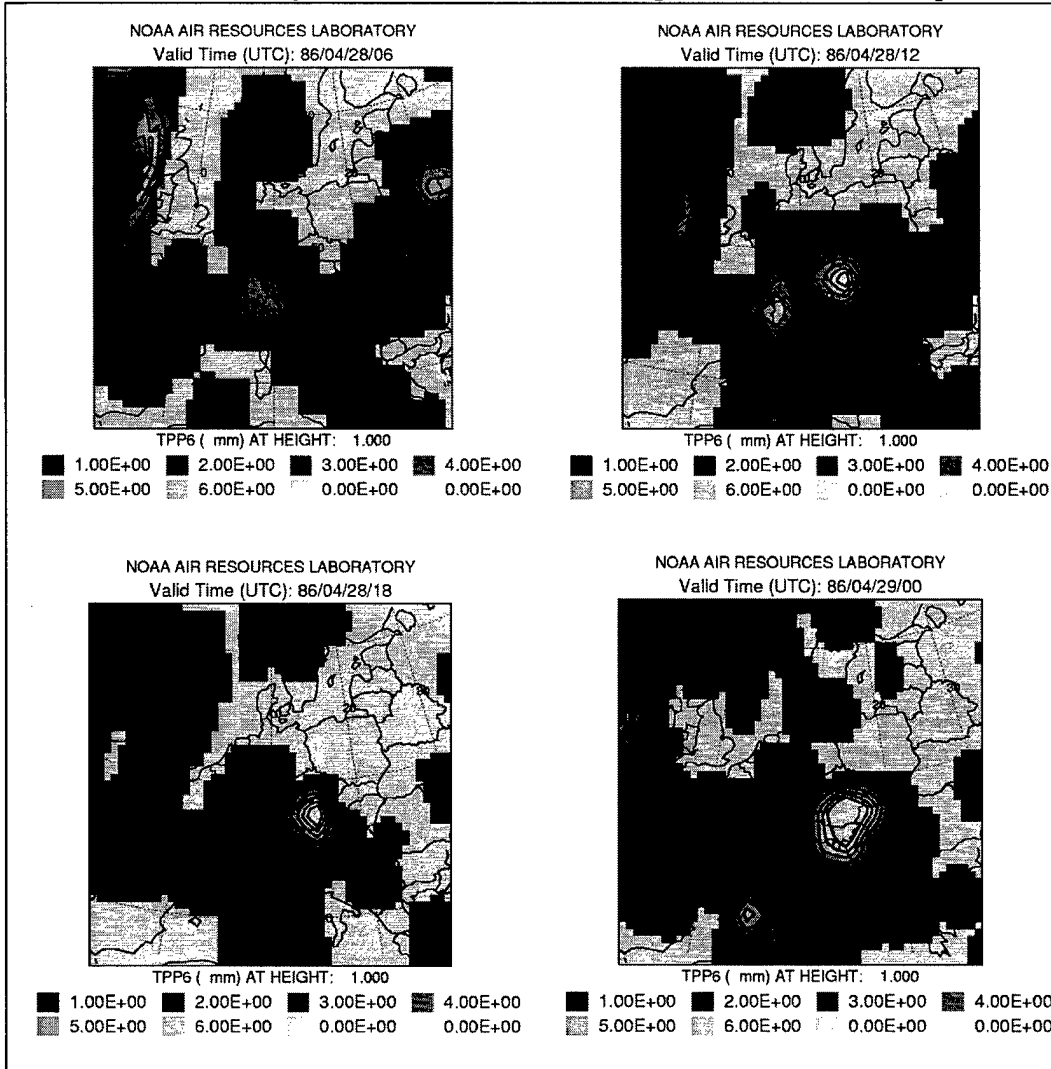 NOAA AIR RESOURCES LABORATORY
Valid Time (UTC): 86/04/28/06
TPP6 ( mm) AT HEIGHT: 1.000
1.00E+00 2.00E+00 3.00E+00 4.00E+00
5.00E+00 6.00E+00 0.00E+00 0.00E+00
NOAA AIR RESOURCES LABORATORY
Valid Time (UTC): 86/04/28/12
TPP6 ( mm) AT HEIGHT: 1.000
1.00E+00 2.00E+00 3.00E+00 4.00E+00
5.00E+00 6.00E+00 0.00E+00 0.00E+00
NOAA AIR RESOURCES LABORATORY
Valid Time (UTC): 86/04/28/18
TPP6 ( mm) AT HEIGHT: 1.000
1.00E+00 2.00E+00 3.00E+00 4.00E+00
5.00E+00 6.00E+00 0.00E+00 0.00E+00
NOAA AIR RESOURCES LABORATORY
Valid Time (UTC): 86/04/29/00
TPP6 ( mm) AT HEIGHT: 1.000
1.00E+00 2.00E+00 3.00E+00 4.00E+00
5.00E+00 6.00E+00 0.00E+00 0.00E+00